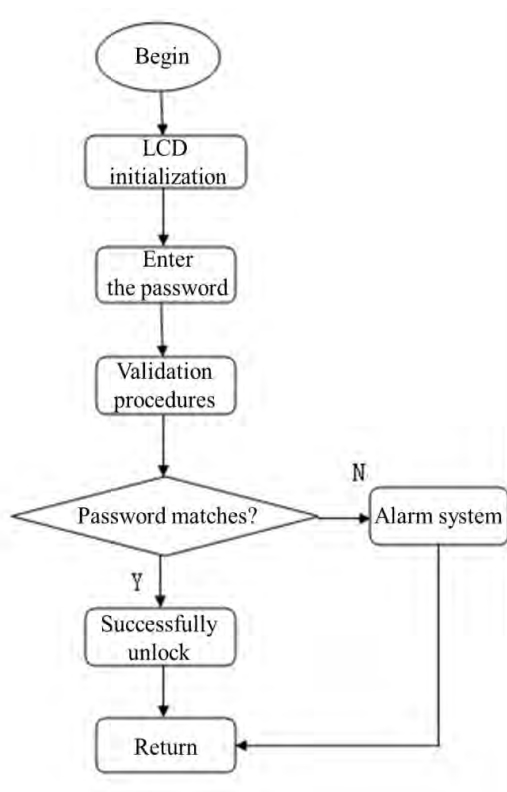 Begin
LCD
initialization
Enter
the password
Validation
procedures
N
Password matches?
Alarm system
Y
Successfully
unlock
Return